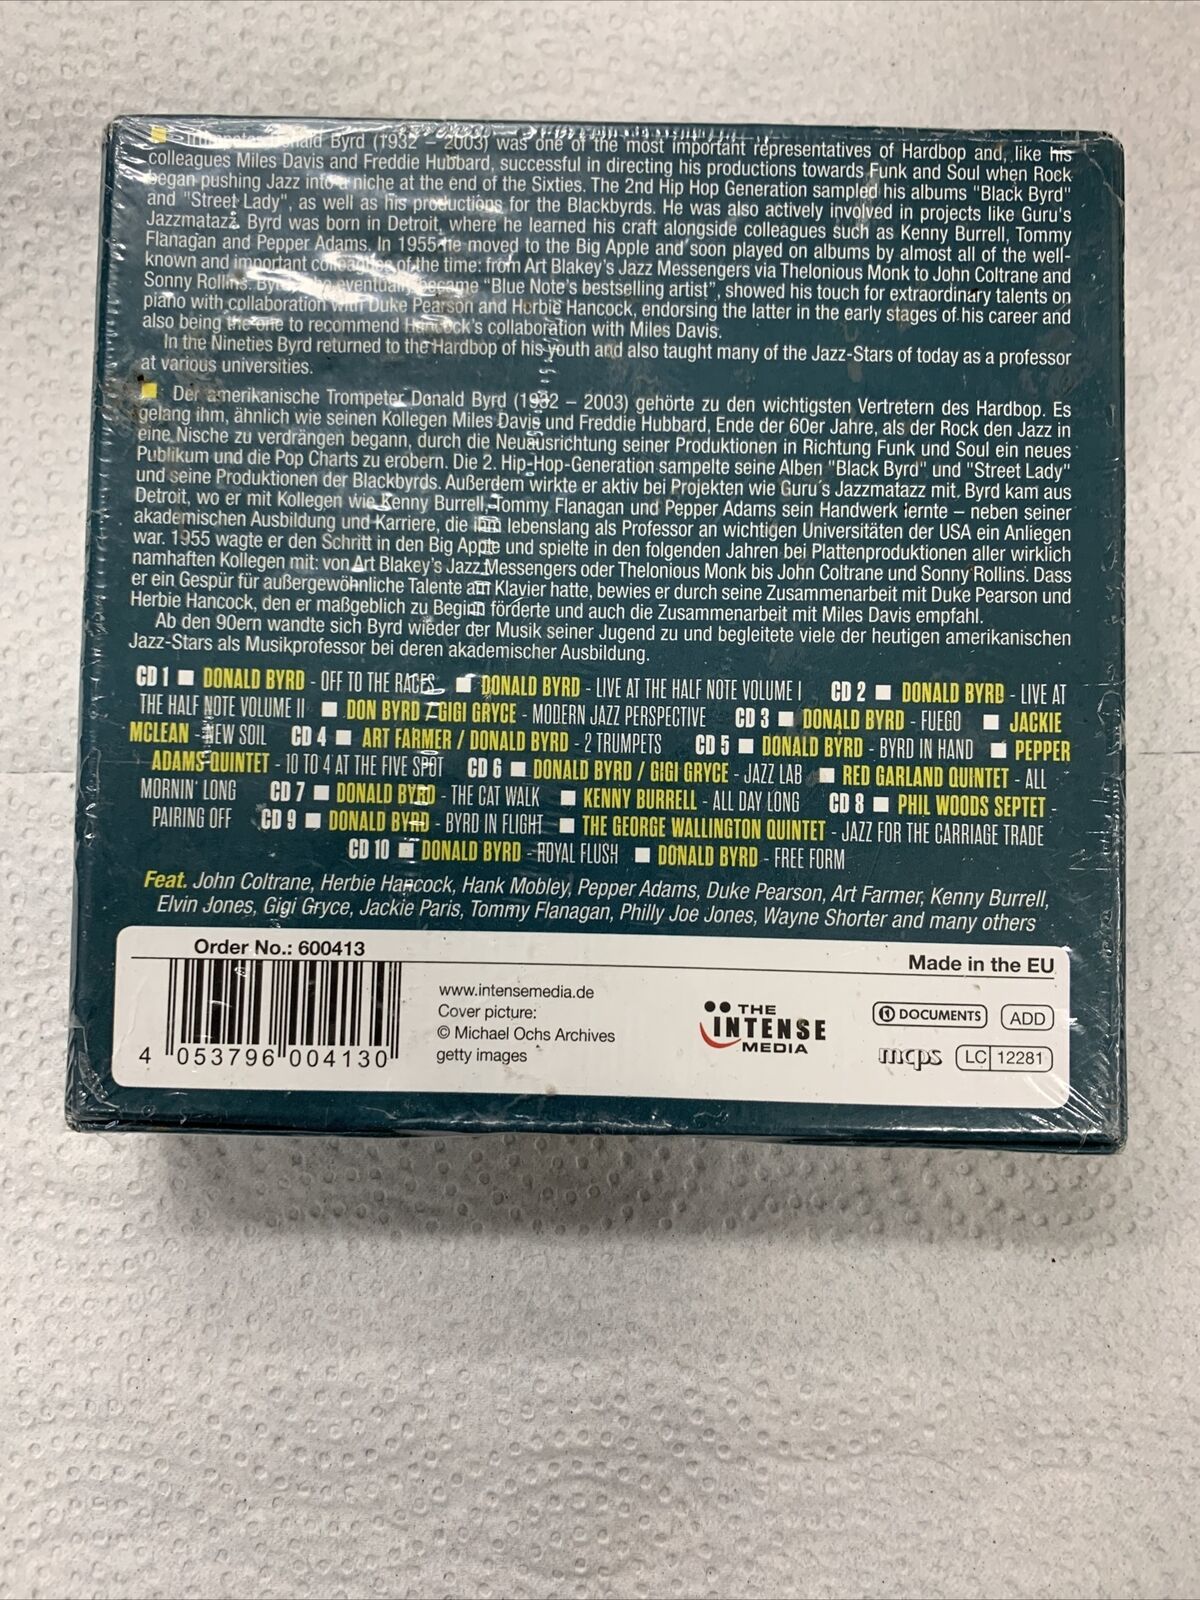 Donald Byrd (1932 – 2003) was one of the most important representatives of Hardbop and, like his
colleagues Miles Davis and Freddie Hubbard, successful in directing his productions towards Funk and Soul when Rock
began pushing Jazz into a niche at the end of the Sixties. The 2nd Hip Hop Generation sampled his albums "Black Byrd"
and "Street Lady", as well as his productions for the Blackbyrds. He was also actively involved in projects like Guru's
Jazzmatazz. Byrd was born in Detroit, where he learned his craft alongside colleagues such as Kenny Burrell, Tommy
Flanagan and Pepper Adams. In 1955 he moved to the Big Apple and soon played on albums by almost all of the well-
known and important colleagues of the time: from Art Blakey's Jazz Messengers via Thelonious Monk to John Coltrane and
Sonny Rollins. Byrd, who eventually became "Blue Note's bestselling artist", showed his touch for extraordinary talents on
piano with collaboration with Duke Pearson and Herbie Hancock, endorsing the latter in the early stages of his career and
also being the one to recommend Hancock's collaboration with Miles Davis.
In the Nineties Byrd returned to the Hardbop of his youth and also taught many of the Jazz-Stars of today as a professor
at various universities.
Der amerikanische Trompeter Donald Byrd (1932 – 2003) gehörte zu den wichtigsten Vertretern des Hardbop. Es
gelang ihm, ähnlich wie seinen Kollegen Miles Davis und Freddie Hubbard, Ende der 60er Jahre, als der Rock den Jazz in
eine Nische zu verdrängen begann, durch die Neuausrichtung seiner Produktionen in Richtung Funk und Soul ein neues
Publikum und die Pop Charts zu erobern. Die 2. Hip-Hop-Generation sampelte seine Alben "Black Byrd" und "Street Lady"
und seine Produktionen der Blackbyrds. Außerdem wirkte er aktiv bei Projekten wie Guru's Jazzmatazz mit. Byrd kam aus
Detroit, wo er mit Kollegen wie Kenny Burrell, Tommy Flanagan und Pepper Adams sein Handwerk lernte – neben seiner
akademischen Ausbildung und Karriere, die ihm lebenslang als Professor an wichtigen Universitäten der USA ein Anliegen
war. 1955 wagte er den Schritt in den Big Apple und spielte in den folgenden Jahren bei Plattenproduktionen aller wirklich
namhaften Kollegen mit: von Art Blakey's Jazz Messengers oder Thelonious Monk bis John Coltrane und Sonny Rollins. Dass
er ein Gespür für außergewöhnliche Talente am Klavier hatte, bewies er durch seine Zusammenarbeit mit Duke Pearson und
Herbie Hancock, den er maßgeblich zu Beginn förderte und auch die Zusammenarbeit mit Miles Davis empfahl.
Ab den 90ern wandte sich Byrd wieder der Musik seiner Jugend zu und begleitete viele der heutigen amerikanischen
Jazz-Stars als Musikprofessor bei deren akademischer Ausbildung.
CD 1 ■ DONALD BYRD - OFF TO THE RACES ■ DONALD BYRD - LIVE AT THE HALF NOTE VOLUME I CD 2 ■ DONALD BYRD - LIVE AT
THE HALF NOTE VOLUME II ■ DON BYRD / GIGI GRYCE - MODERN JAZZ PERSPECTIVE CD 3 ■ DONALD BYRD - FUEGO ■ JACKIE
MCLEAN - NEW SOIL CD 4 ■ ART FARMER / DONALD BYRD - 2 TRUMPETS CD 5 ■ DONALD BYRD - BYRD IN HAND ■ PEPPER
ADAMS QUINTET - 10 TO 4 AT THE FIVE SPOT CD 6 ■ DONALD BYRD / GIGI GRYCE - JAZZ LAB ■ RED GARLAND QUINTET - ALL
MORNIN' LONG CD 7 ■ DONALD BYRD - THE CAT WALK ■ KENNY BURRELL - ALL DAY LONG CD 8 ■ PHIL WOODS SEPTET -
PAIRING OFF CD 9 ■ DONALD BYRD - BYRD IN FLIGHT ■ THE GEORGE WALLINGTON QUINTET - JAZZ FOR THE CARRIAGE TRADE
CD 10 ■ DONALD BYRD - ROYAL FLUSH ■ DONALD BYRD - FREE FORM
Feat. John Coltrane, Herbie Hancock, Hank Mobley, Pepper Adams, Duke Pearson, Art Farmer, Kenny Burrell,
Elvin Jones, Gigi Gryce, Jackie Paris, Tommy Flanagan, Philly Joe Jones, Wayne Shorter and many others
Order No.: 600413
Made in the EU
4 053796 004130
www.intensemedia.de
Cover picture:
© Michael Ochs Archives
getty images
THE
INTENSE
MEDIA
DOCUMENTS
ADD
mcps
LC 12281